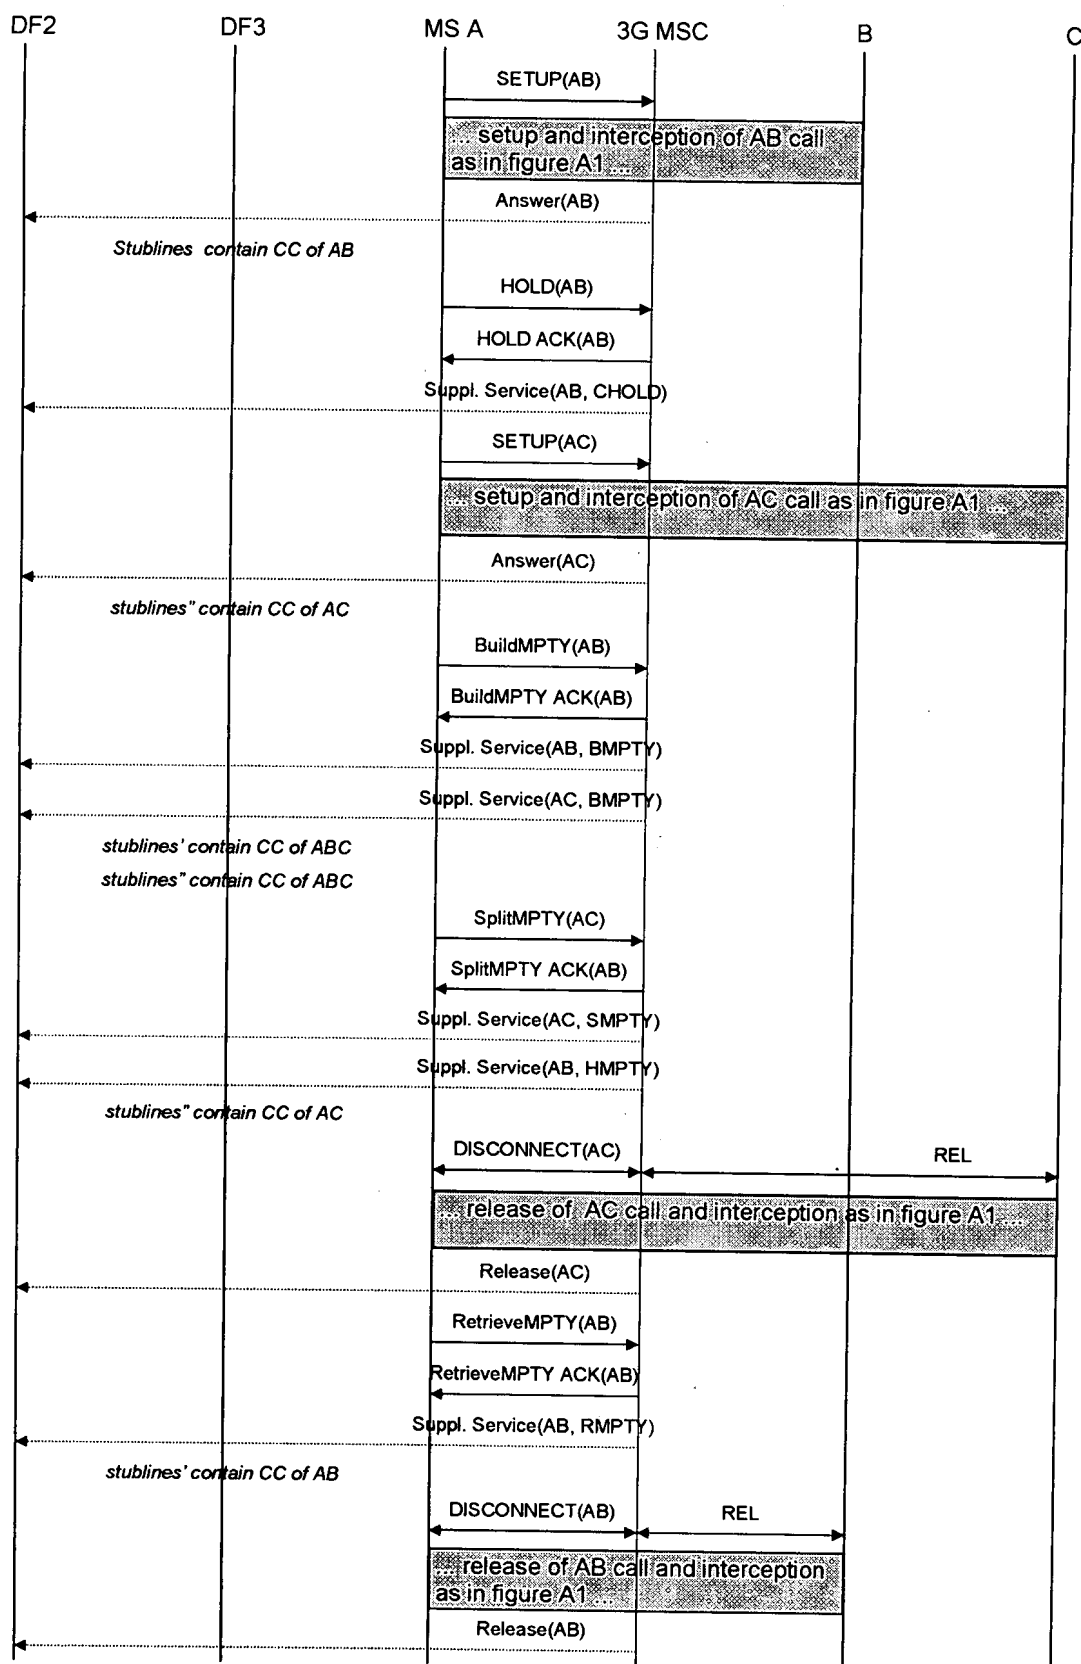 DF2 DF3 MS A 3G MSC B C
SETUP(AB)
... setup and interception of AB call
as in figure A1 ...
Answer(AB)
Stublines contain CC of AB
HOLD(AB)
HOLD ACK(AB)
Suppl. Service(AB, CHOLD)
SETUP(AC)
... setup and interception of AC call as in figure A1 ...
Answer(AC)
stublines" contain CC of AC
BuildMPTY(AB)
BuildMPTY ACK(AB)
Suppl. Service(AB, BMPTY)
Suppl. Service(AC, BMPTY)
stublines' contain CC of ABC
stublines" contain CC of ABC
SplitMPTY(AC)
SplitMPTY ACK(AB)
Suppl. Service(AC, SMPTY)
Suppl. Service(AB, HMPTY)
stublines" contain CC of AC
DISCONNECT(AC) REL
... release of AC call and interception as in figure A1 ...
Release(AC)
RetrieveMPTY(AB)
RetrieveMPTY ACK(AB)
Suppl. Service(AB, RMPTY)
stublines' contain CC of AB
DISCONNECT(AB) REL
... release of AB call and interception
as in figure A1 ...
Release(AB)